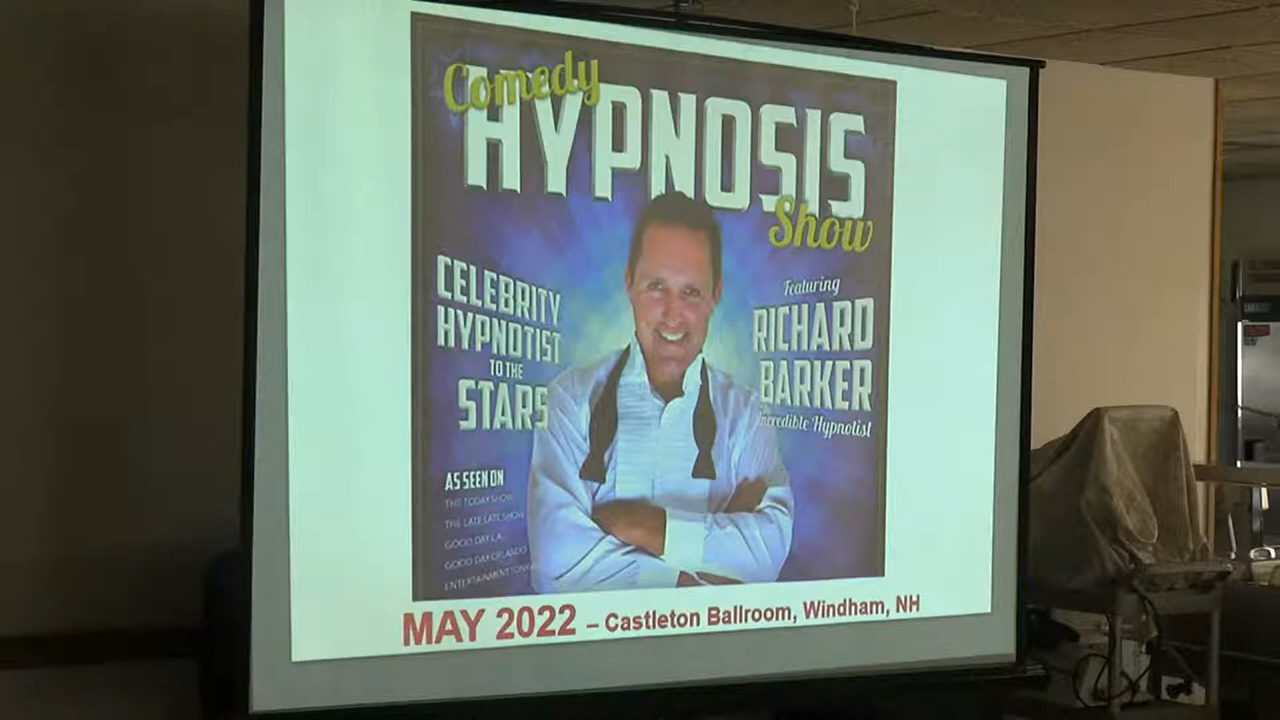 Comedy
HYPNOSIS
Show
CELEBRITY
HYPNOTIST
TO THE
STARS
Featuring
RICHARD
BARKER
Incredible Hypnotist
AS SEEN ON
THE TODAY SHOW
THE LATE LATE SHOW
GOOD DAY L.A.
GOOD DAY ORLANDO
ENTERTAINMENT
MAY 2022 – Castleton Ballroom, Windham, NH